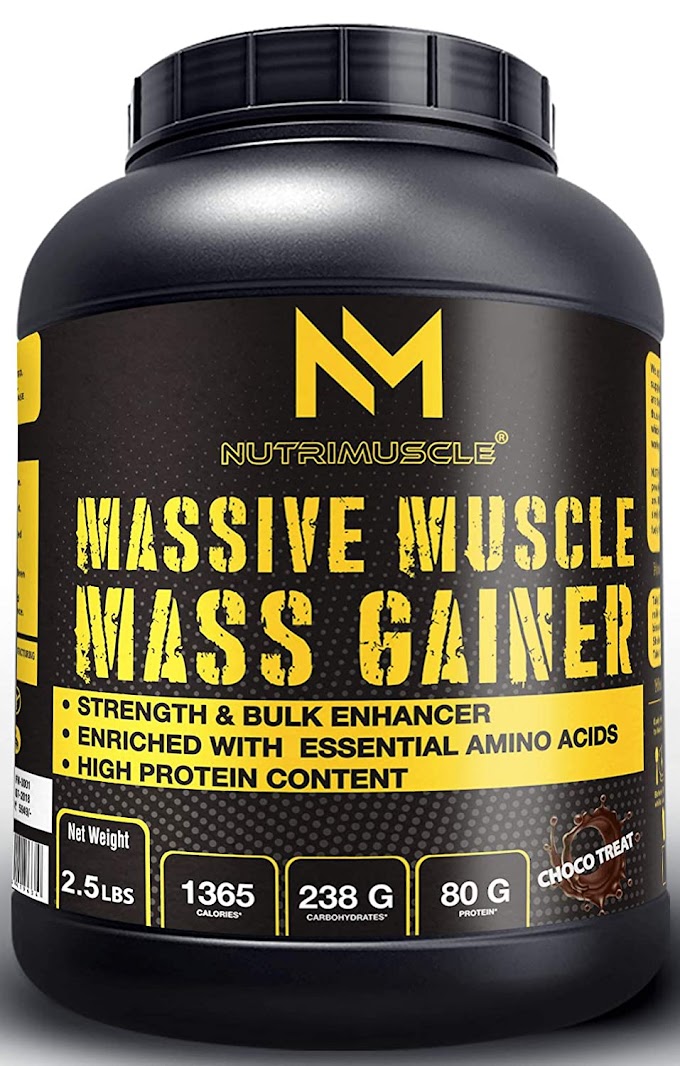 NM
NUTRIMUSCLE®
MASSIVE MUSCLE
MASS GAINER
• STRENGTH & BULK ENHANCER
• ENRICHED WITH ESSENTIAL AMINO ACIDS
• HIGH PROTEIN CONTENT
Net Weight
2.5 LBS
1365
CALORIES*
238 G
CARBOHYDRATES*
80 G
PROTEIN*
CHOCO TREAT